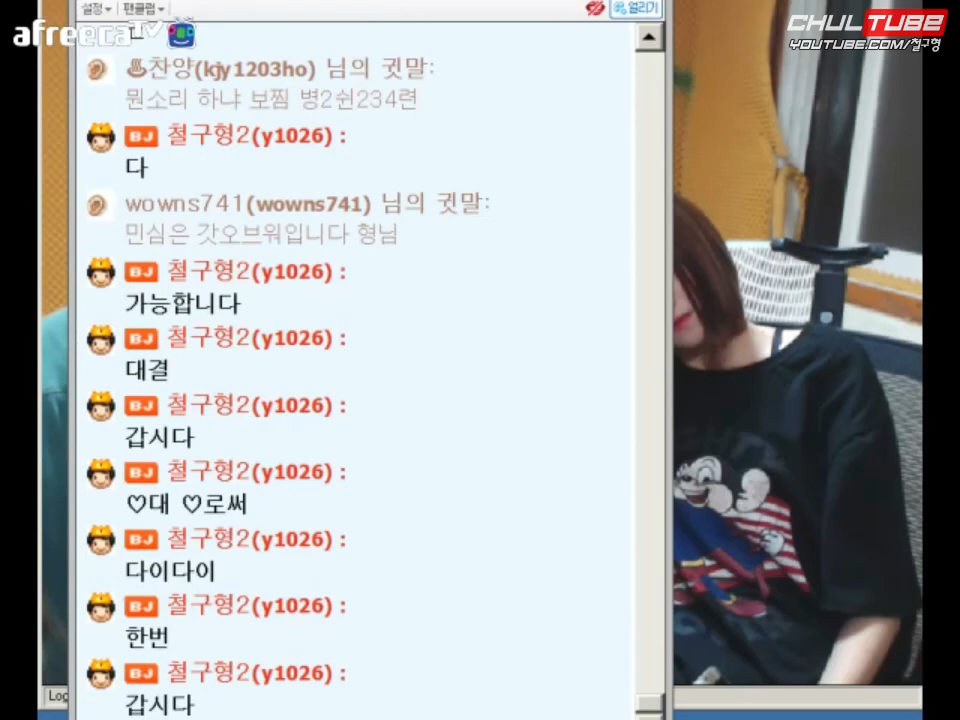 설정 팬클럽 열리기
afreecaTV
CHULTUBE
YOUTUBE.COM/철구형
♨찬양(kjy1203ho) 님의 귓말:
뭔소리 하냐 보찜 병2쉰234련
BJ 철구형2(y1026) :
다
wowns741(wowns741) 님의 귓말:
민심은 갓오브워입니다 형님
BJ 철구형2(y1026) :
가능합니다
BJ 철구형2(y1026) :
대결
BJ 철구형2(y1026) :
갑시다
BJ 철구형2(y1026) :
♡대 ♡로써
BJ 철구형2(y1026) :
다이다이
BJ 철구형2(y1026) :
한번
BJ 철구형2(y1026) :
갑시다
Log